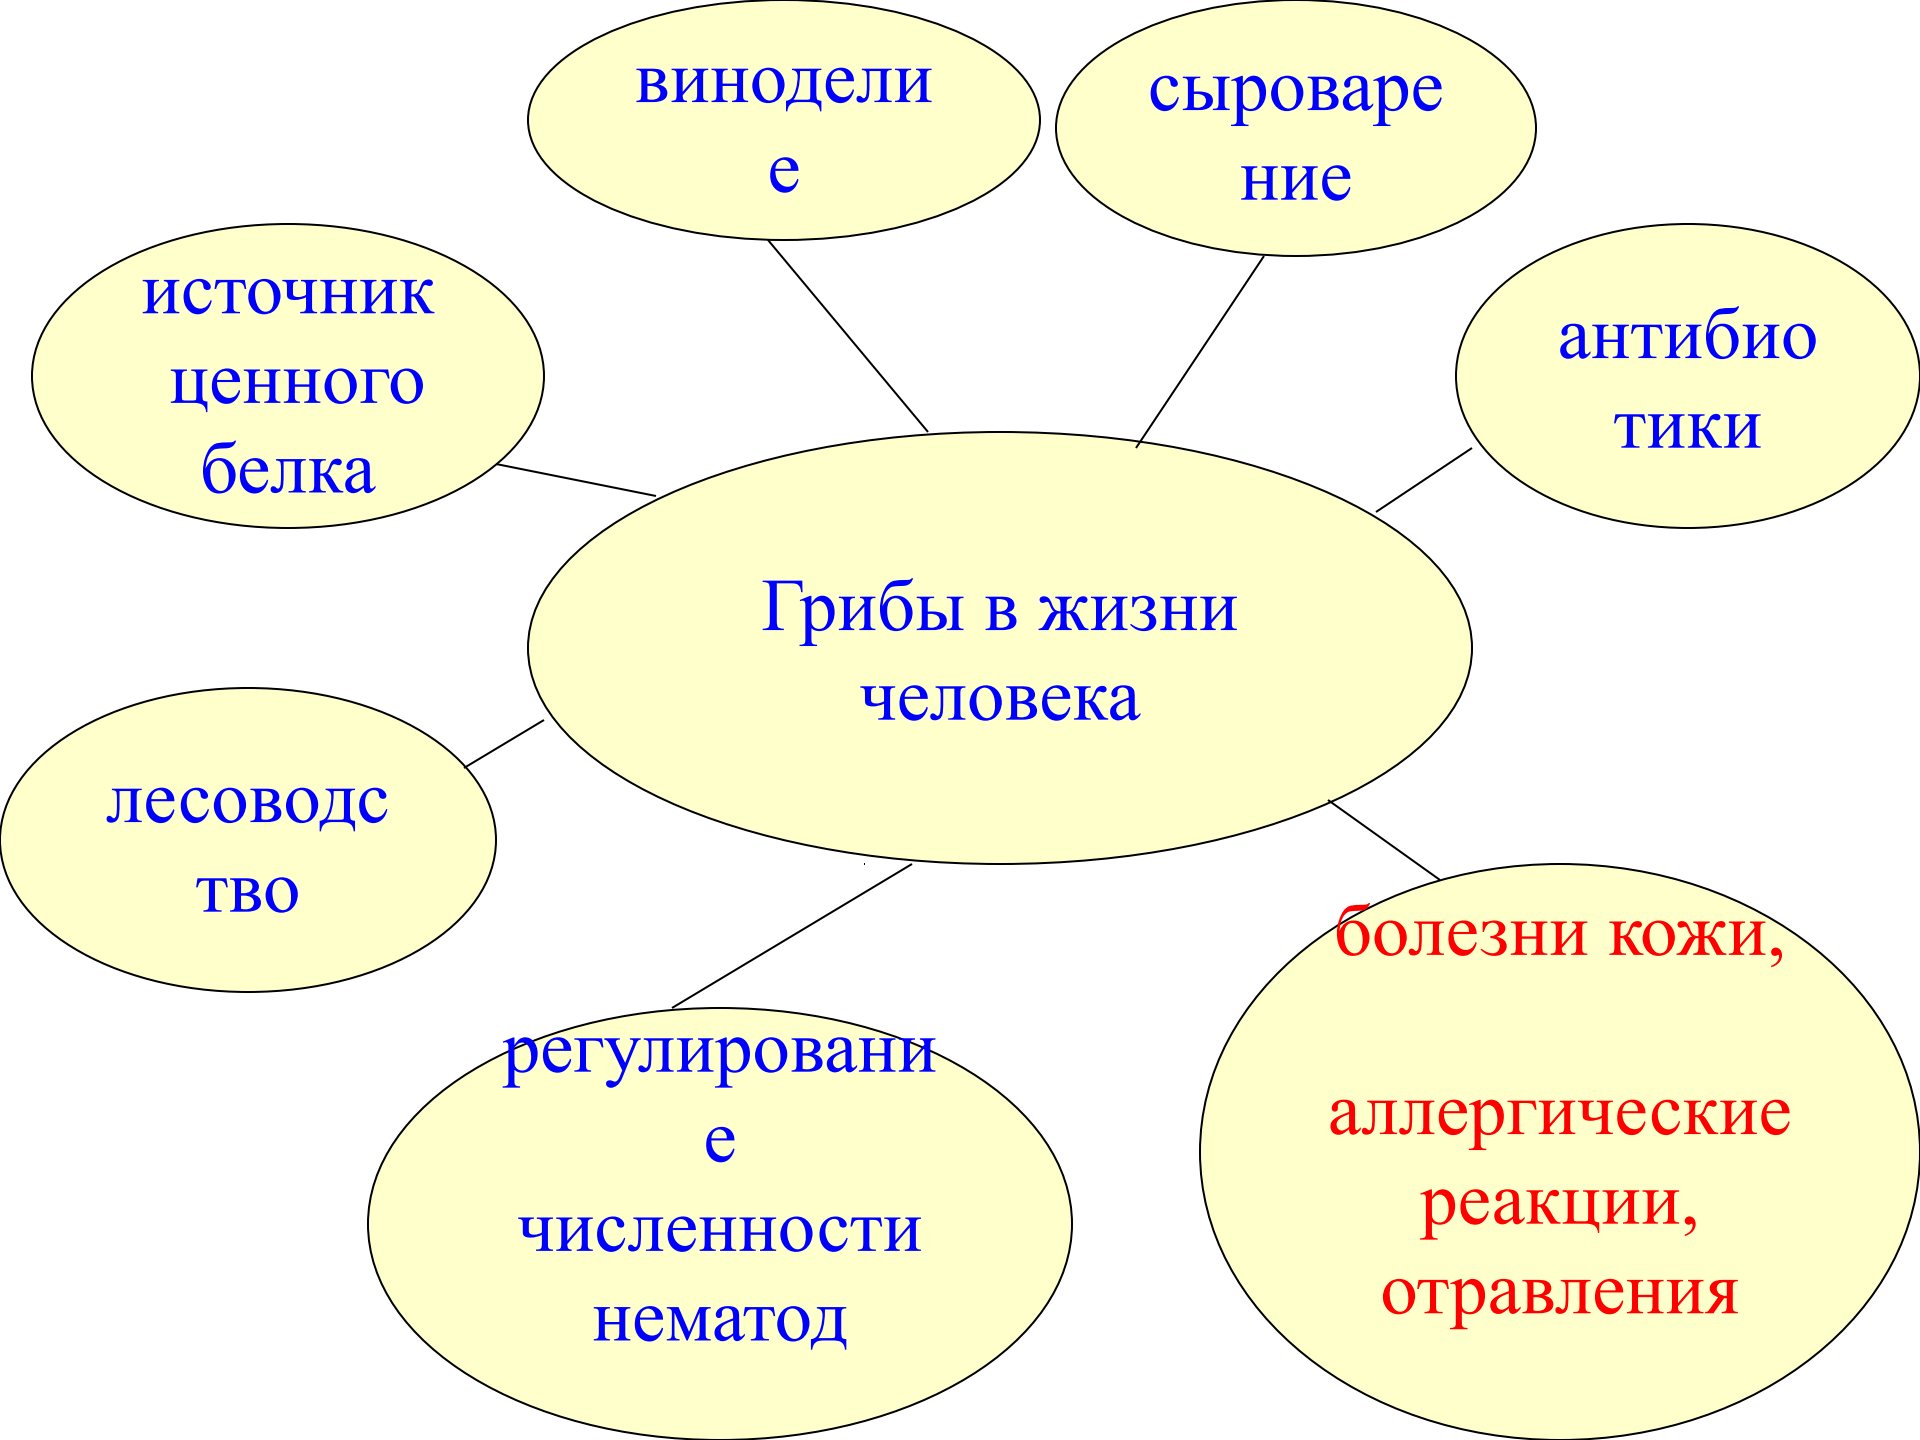 винодели
е
сыроваре
ние
источник
ценного
белка
антибио
тики
Грибы в жизни
человека
лесоводс
тво
болезни кожи,
аллергические
реакции,
отравления
регулировани
е
численности
нематод